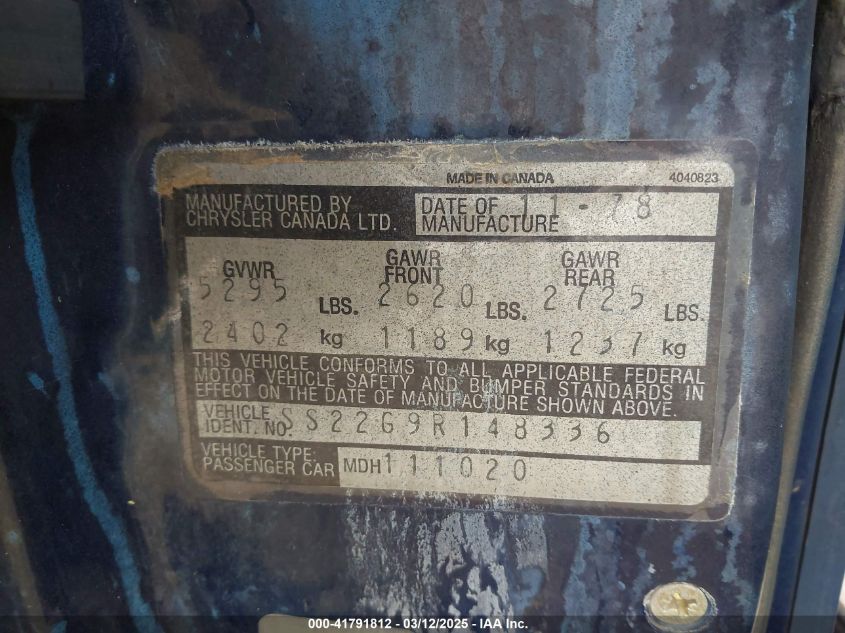 MADE IN CANADA 4040823
MANUFACTURED BY
CHRYSLER CANADA LTD.
DATE OF
MANUFACTURE 11-78
GVWR
5295 LBS.
2402 kg
GAWR
FRONT
2620 LBS.
1189 kg
GAWR
REAR
2725 LBS.
1237 kg
THIS VEHICLE CONFORMS TO ALL APPLICABLE FEDERAL
MOTOR VEHICLE SAFETY AND BUMPER STANDARDS IN
EFFECT ON THE DATE OF MANUFACTURE SHOWN ABOVE.
VEHICLE
IDENT. NO. SS22G9R148336
VEHICLE TYPE:
PASSENGER CAR MDH 111020
000-41791812 - 03/12/2025 - IAA Inc.